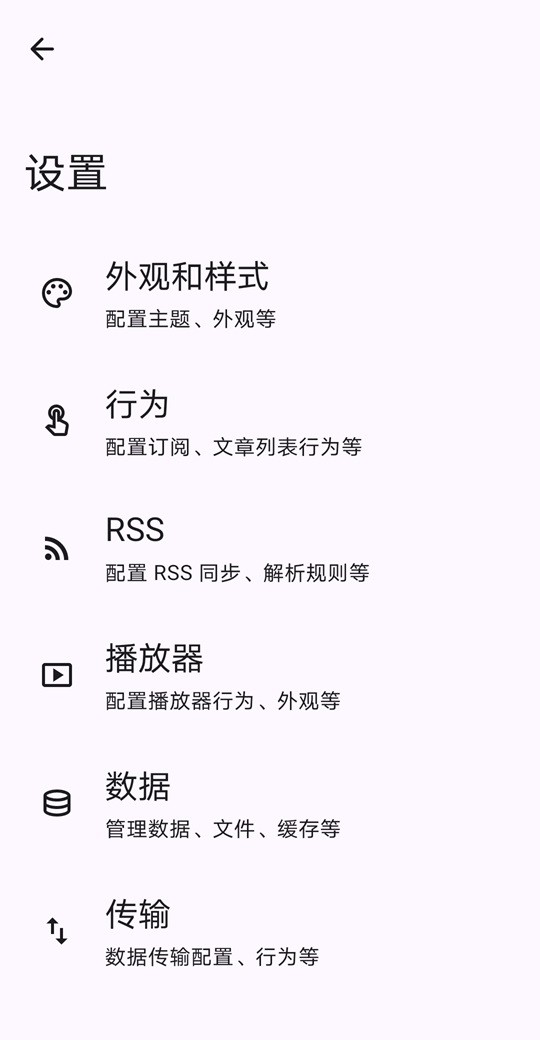 设置
外观和样式
配置主题、外观等
行为
配置订阅、文章列表行为等
RSS
配置 RSS 同步、解析规则等
播放器
配置播放器行为、外观等
数据
管理数据、文件、缓存等
传输
数据传输配置、行为等